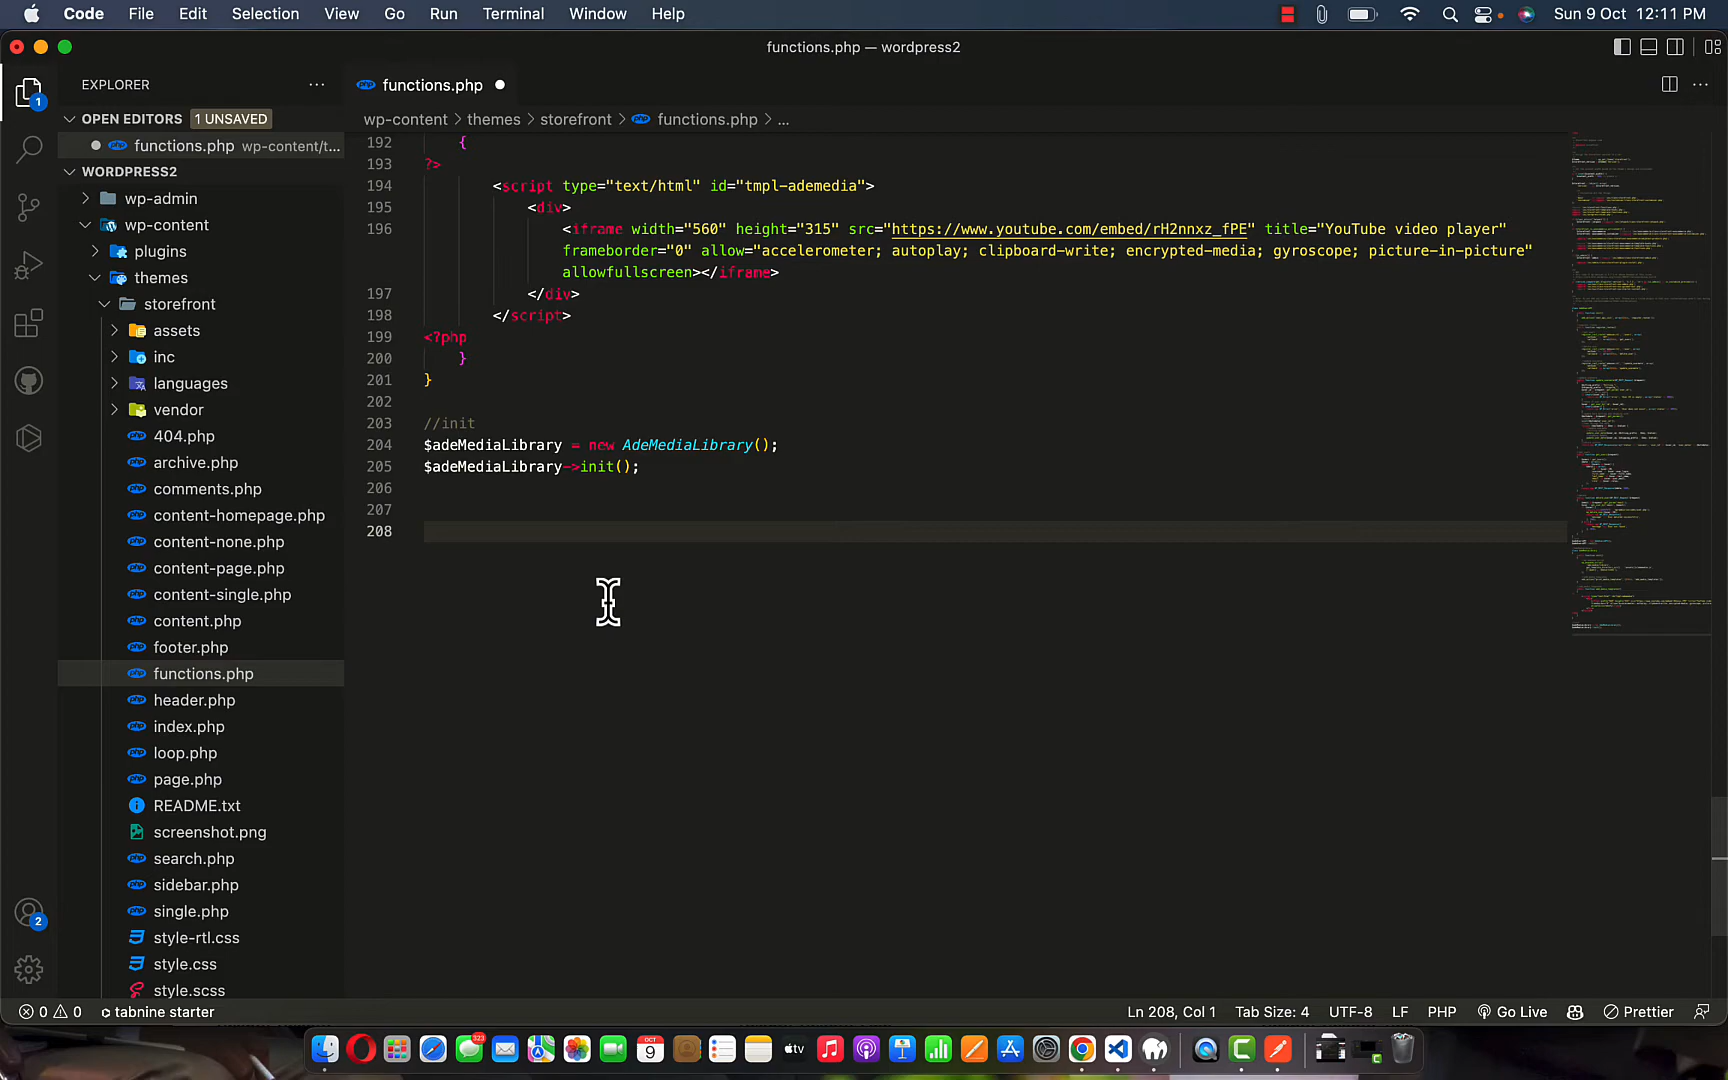 Code File Edit Selection View Go Run Terminal Window Help Sun 9 Oct 12:11 PM
functions.php — wordpress2
EXPLORER
functions.php
OPEN EDITORS 1 UNSAVED
wp-content > themes > storefront > functions.php > ...
functions.php wp-content/t...
WORDPRESS2
wp-admin
wp-content
plugins
themes
storefront
assets
inc
languages
vendor
404.php
archive.php
comments.php
content-homepage.php
content-none.php
content-page.php
content-single.php
content.php
footer.php
functions.php
header.php
index.php
loop.php
page.php
README.txt
screenshot.png
search.php
sidebar.php
single.php
style-rtl.css
style.css
style.scss
192 {
193 ?>
194 <script type="text/html" id="tmpl-ademedia">
195 <div>
196 <iframe width="560" height="315" src="https://www.youtube.com/embed/rH2nnxz_fPE" title="YouTube video player"
frameborder="0" allow="accelerometer; autoplay; clipboard-write; encrypted-media; gyroscope; picture-in-picture"
allowfullscreen></iframe>
197 </div>
198 </script>
199 <?php
200 }
201 }
202
203 //init
204 $adeMediaLibrary = new AdeMediaLibrary();
205 $adeMediaLibrary->init();
206
207
208
1
2
0 0 tabnine starter Ln 208, Col 1 Tab Size: 4 UTF-8 LF PHP Go Live Prettier
323
OCT
9
tv